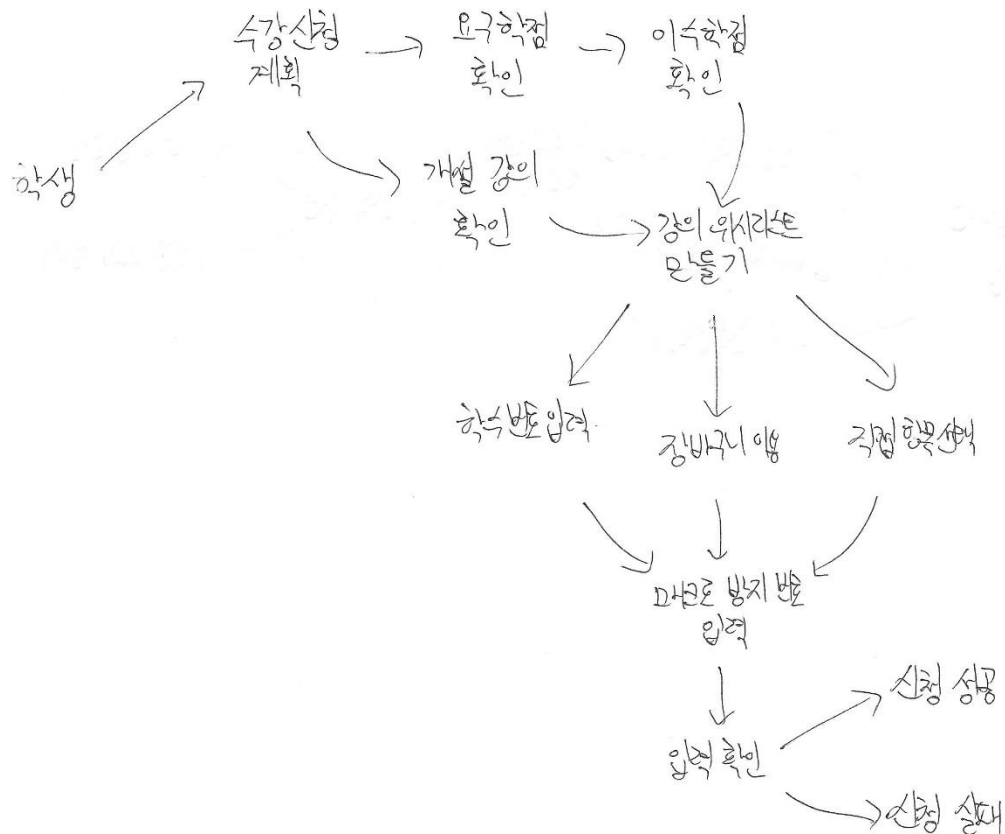 수강신청
계획
요구학점
확인
이수학점
확인
학생
개설 강의
확인
강의 위시리스트
만들기
학수번호입력
장바구니 이용
직접 항목선택
매크로 방지 번호
입력
입력 확인
신청 성공
신청 실패